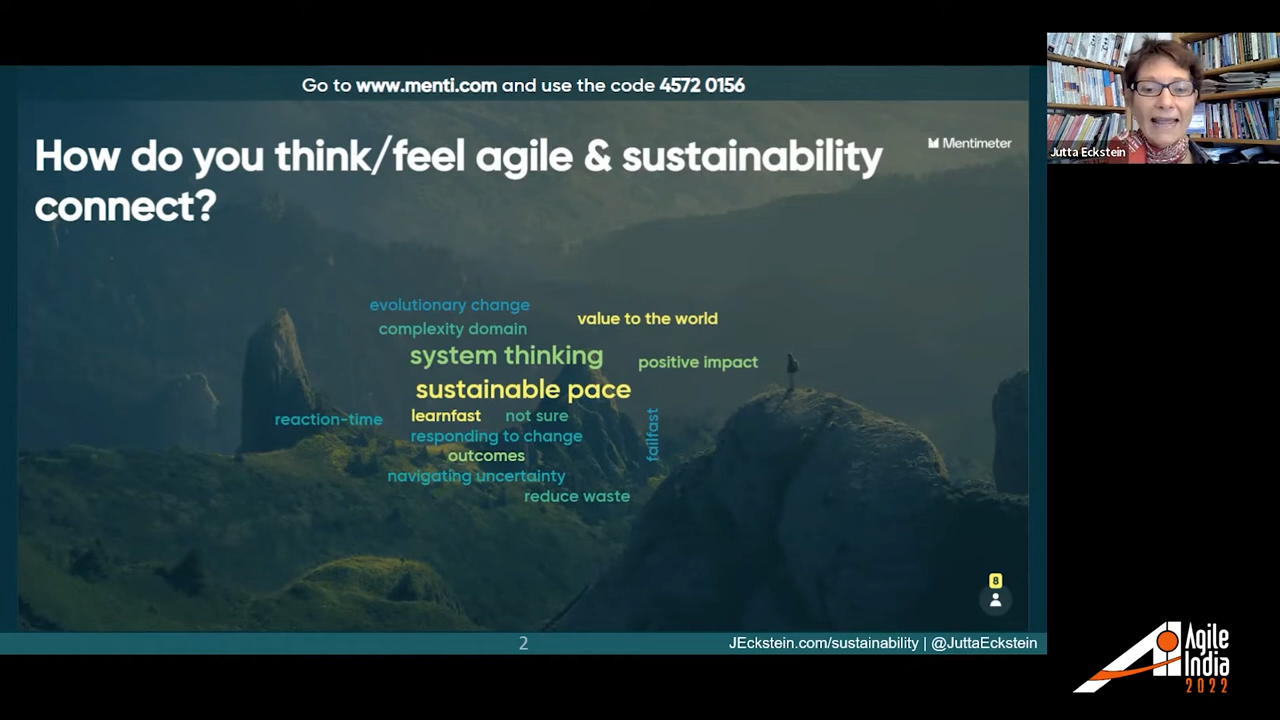 Go to www.menti.com and use the code 4572 0156
How do you think/feel agile & sustainability
connect?
Mentimeter
Jutta Eckstein
evolutionary change
value to the world
complexity domain
system thinking
positive impact
sustainable pace
reaction-time
learnfast
not sure
failfast
responding to change
outcomes
navigating uncertainty
reduce waste
8
2
JEckstein.com/sustainability | @JuttaEckstein
Agile
India
2022